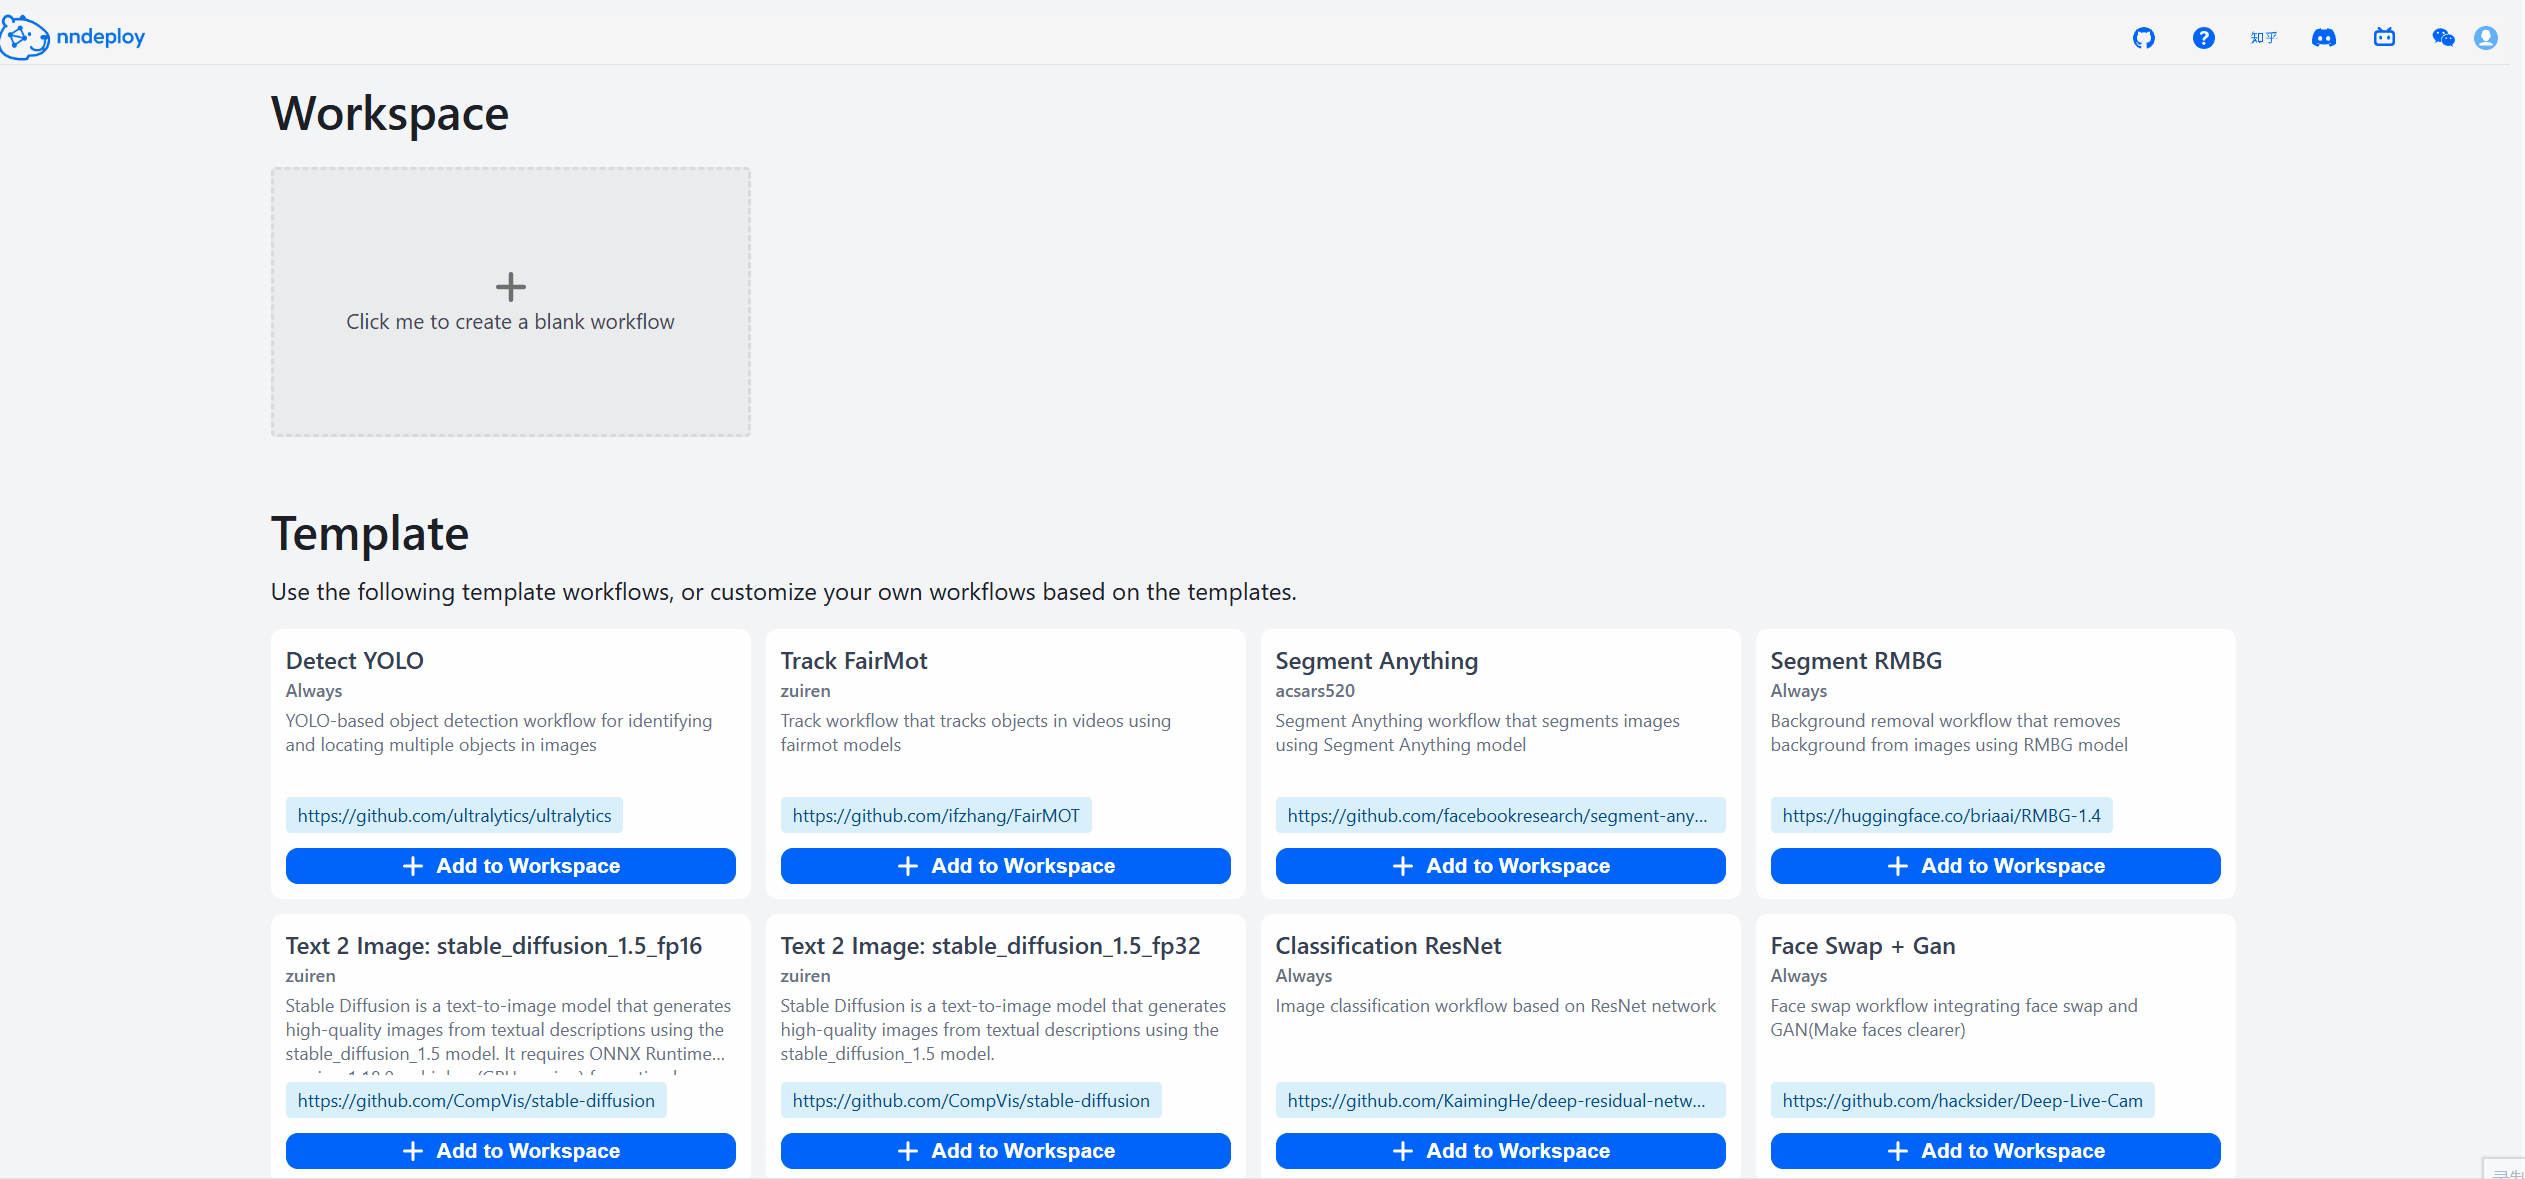 nndeploy
知乎
Workspace
Click me to create a blank workflow
Template
Use the following template workflows, or customize your own workflows based on the templates.
Detect YOLO
Always
YOLO-based object detection workflow for identifying
and locating multiple objects in images
https://github.com/ultralytics/ultralytics
Add to Workspace
Track FairMot
zuiren
Track workflow that tracks objects in videos using
fairmot models
https://github.com/ifzhang/FairMOT
Add to Workspace
Segment Anything
acsars520
Segment Anything workflow that segments images
using Segment Anything model
https://github.com/facebookresearch/segment-any...
Add to Workspace
Segment RMBG
Always
Background removal workflow that removes
background from images using RMBG model
https://huggingface.co/briaai/RMBG-1.4
Add to Workspace
Text 2 Image: stable_diffusion_1.5_fp16
zuiren
Stable Diffusion is a text-to-image model that generates
high-quality images from textual descriptions using the
stable_diffusion_1.5 model. It requires ONNX Runtime...
https://github.com/CompVis/stable-diffusion
Add to Workspace
Text 2 Image: stable_diffusion_1.5_fp32
zuiren
Stable Diffusion is a text-to-image model that generates
high-quality images from textual descriptions using the
stable_diffusion_1.5 model.
https://github.com/CompVis/stable-diffusion
Add to Workspace
Classification ResNet
Always
Image classification workflow based on ResNet network
https://github.com/KaimingHe/deep-residual-netw...
Add to Workspace
Face Swap + Gan
Always
Face swap workflow integrating face swap and
GAN(Make faces clearer)
https://github.com/hacksider/Deep-Live-Cam
Add to Workspace